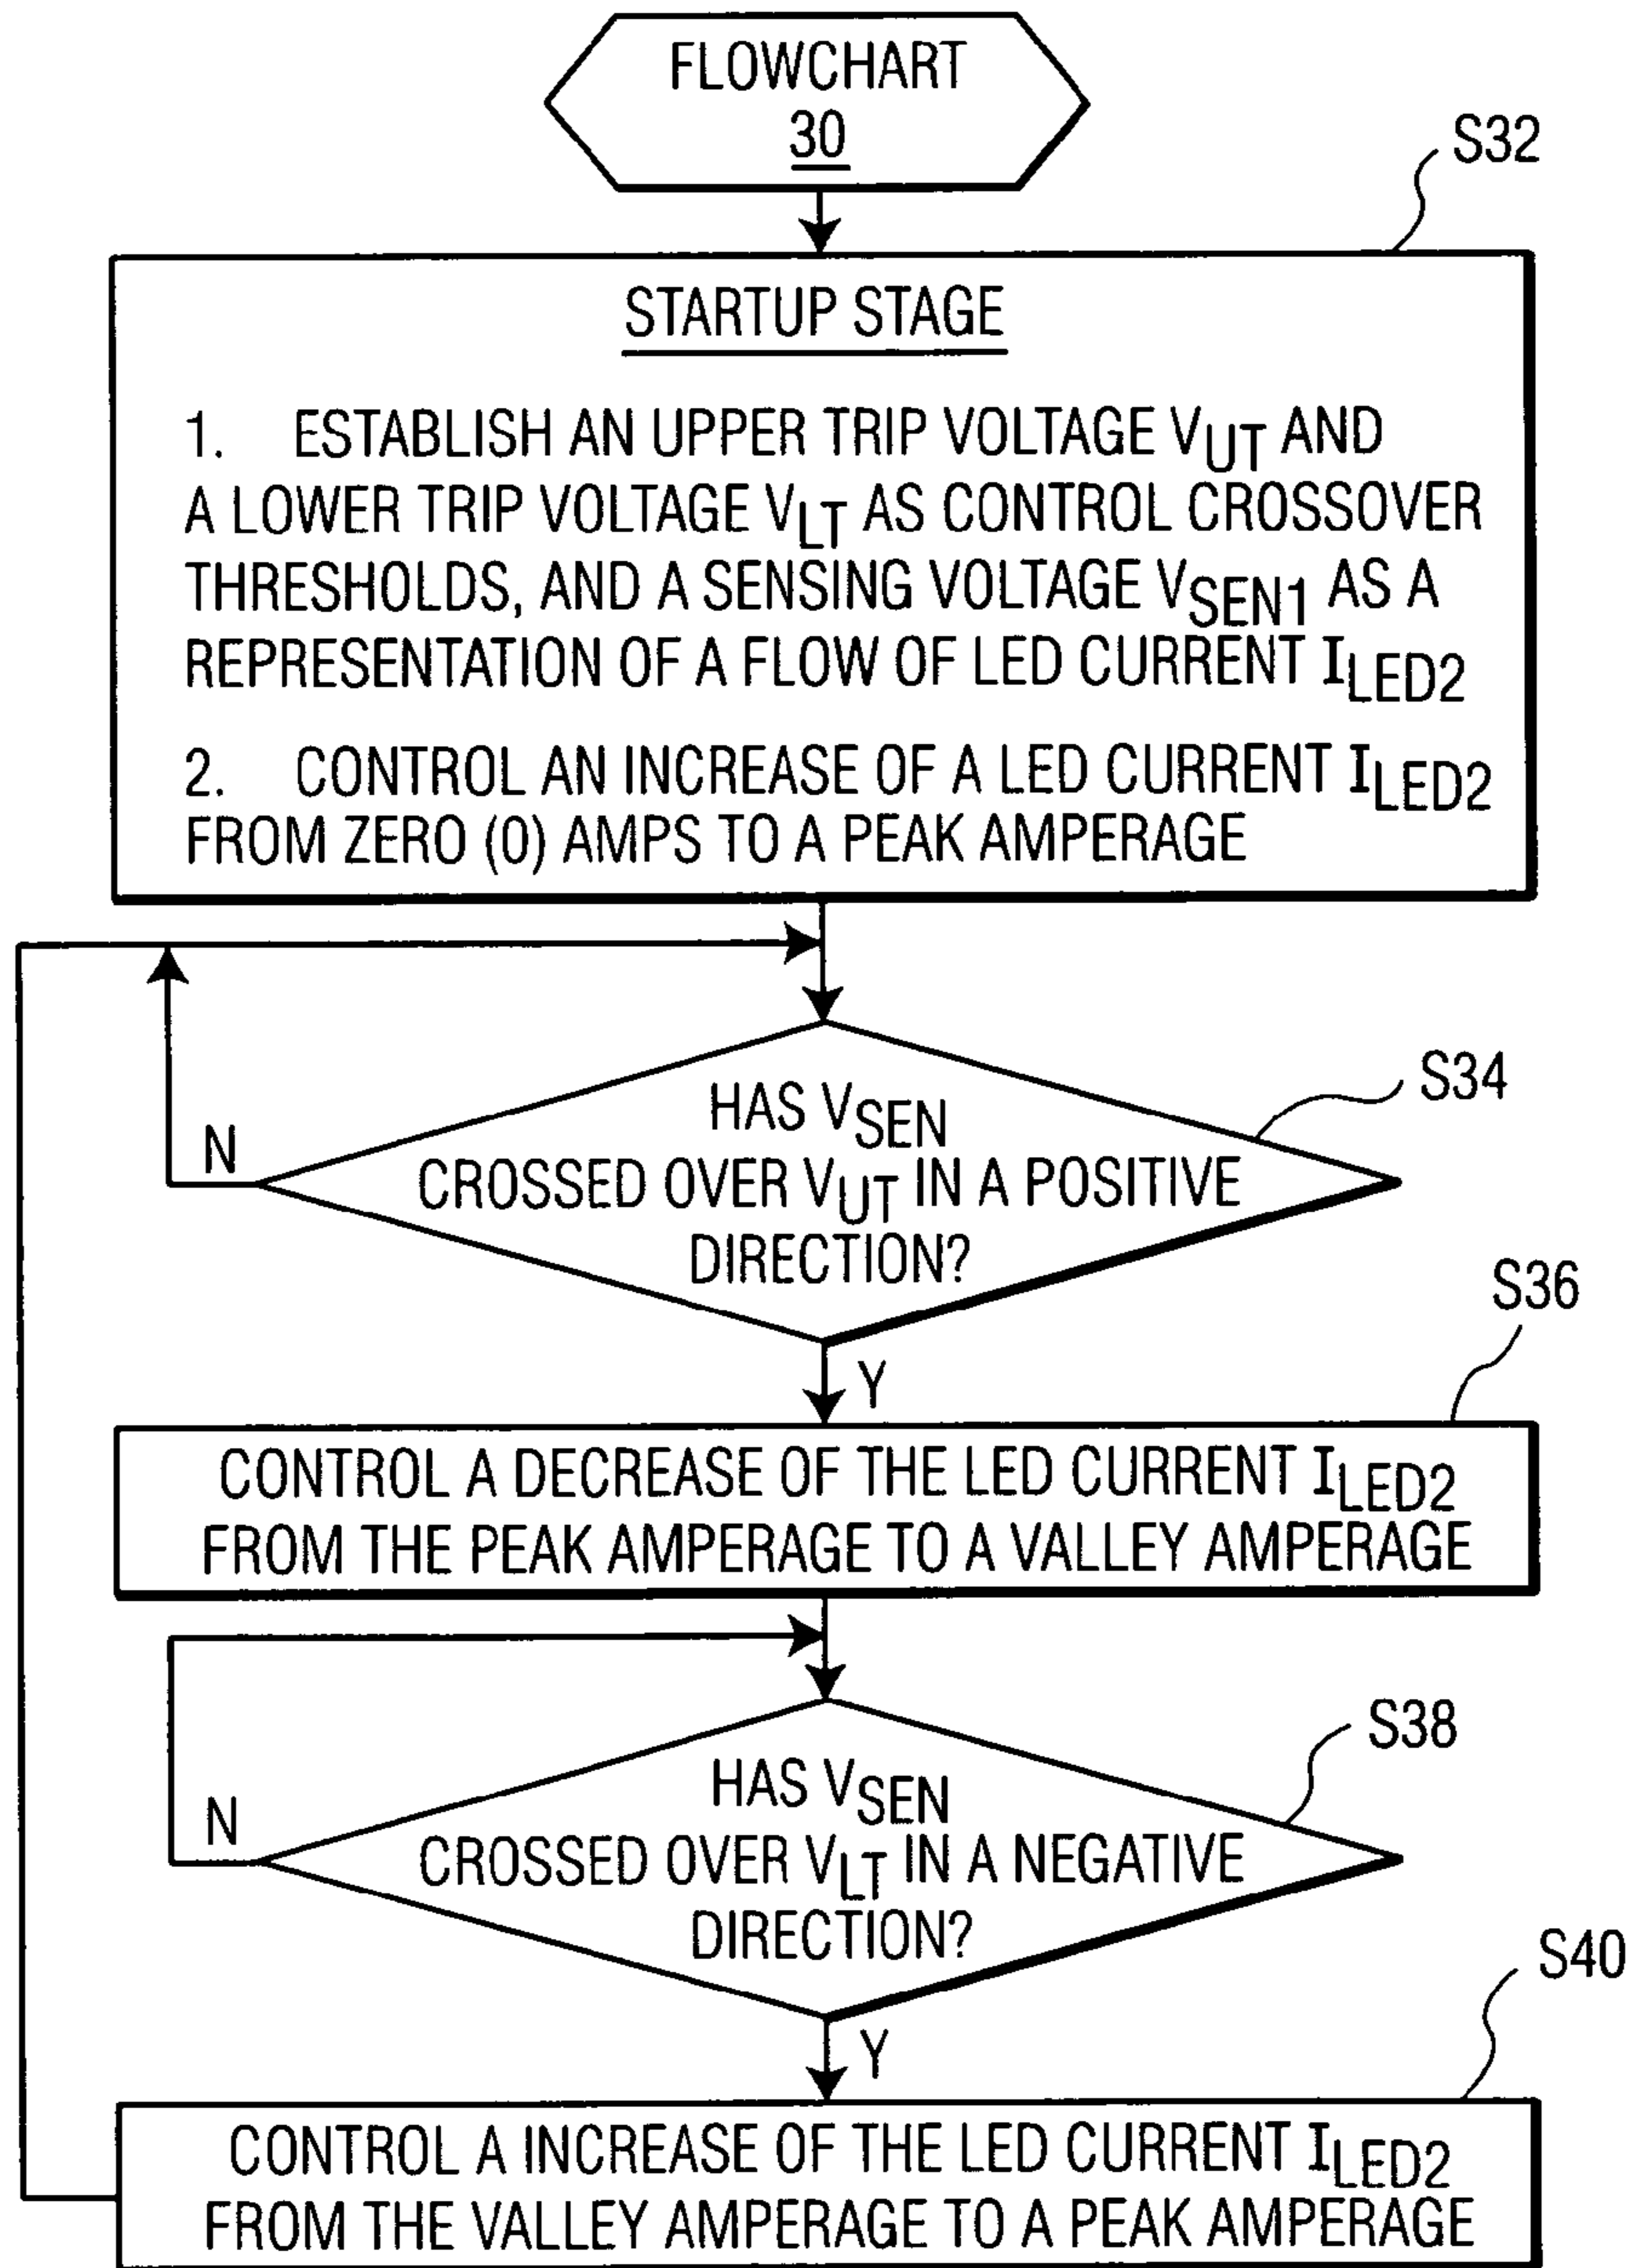 FLOWCHART
30
S32
STARTUP STAGE
1. ESTABLISH AN UPPER TRIP VOLTAGE VUT AND
A LOWER TRIP VOLTAGE VLT AS CONTROL CROSSOVER
THRESHOLDS, AND A SENSING VOLTAGE VSEN1 AS A
REPRESENTATION OF A FLOW OF LED CURRENT ILED2
2. CONTROL AN INCREASE OF A LED CURRENT ILED2
FROM ZERO (0) AMPS TO A PEAK AMPERAGE
S34
HAS VSEN
CROSSED OVER VUT IN A POSITIVE
DIRECTION?
N
Y
S36
CONTROL A DECREASE OF THE LED CURRENT ILED2
FROM THE PEAK AMPERAGE TO A VALLEY AMPERAGE
S38
HAS VSEN
CROSSED OVER VLT IN A NEGATIVE
DIRECTION?
N
Y
S40
CONTROL A INCREASE OF THE LED CURRENT ILED2
FROM THE VALLEY AMPERAGE TO A PEAK AMPERAGE